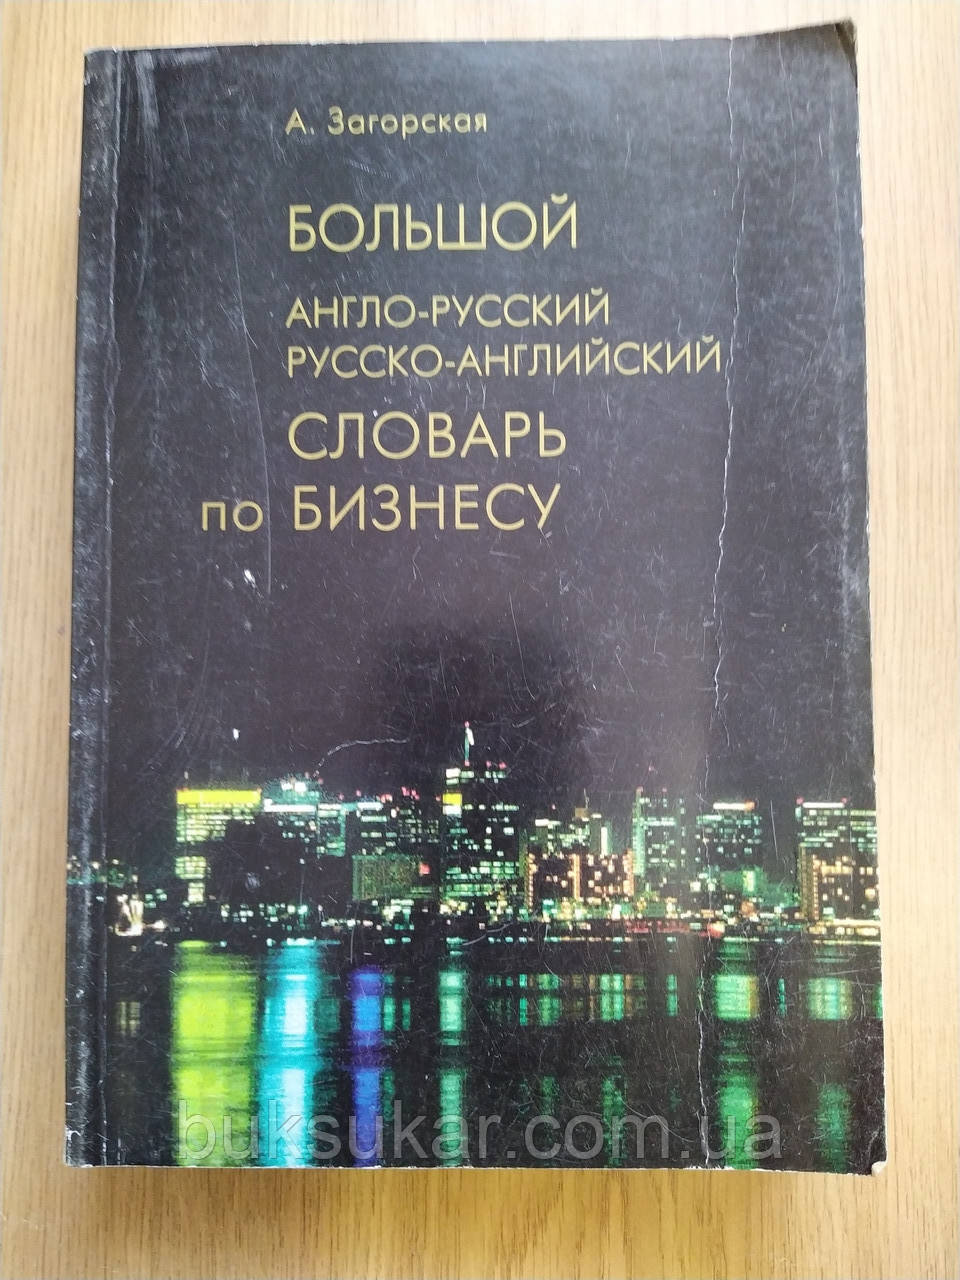 А. Загорская
БОЛЬШОЙ
АНГЛО-РУССКИЙ
РУССКО-АНГЛИЙСКИЙ
СЛОВАРЬ
по БИЗНЕСУ
buksukar.com.ua